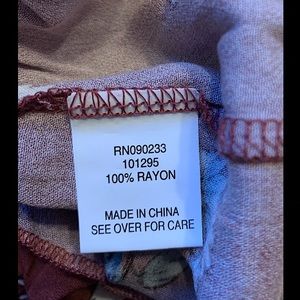 RN090233
101295
100% RAYON
MADE IN CHINA
SEE OVER FOR CARE